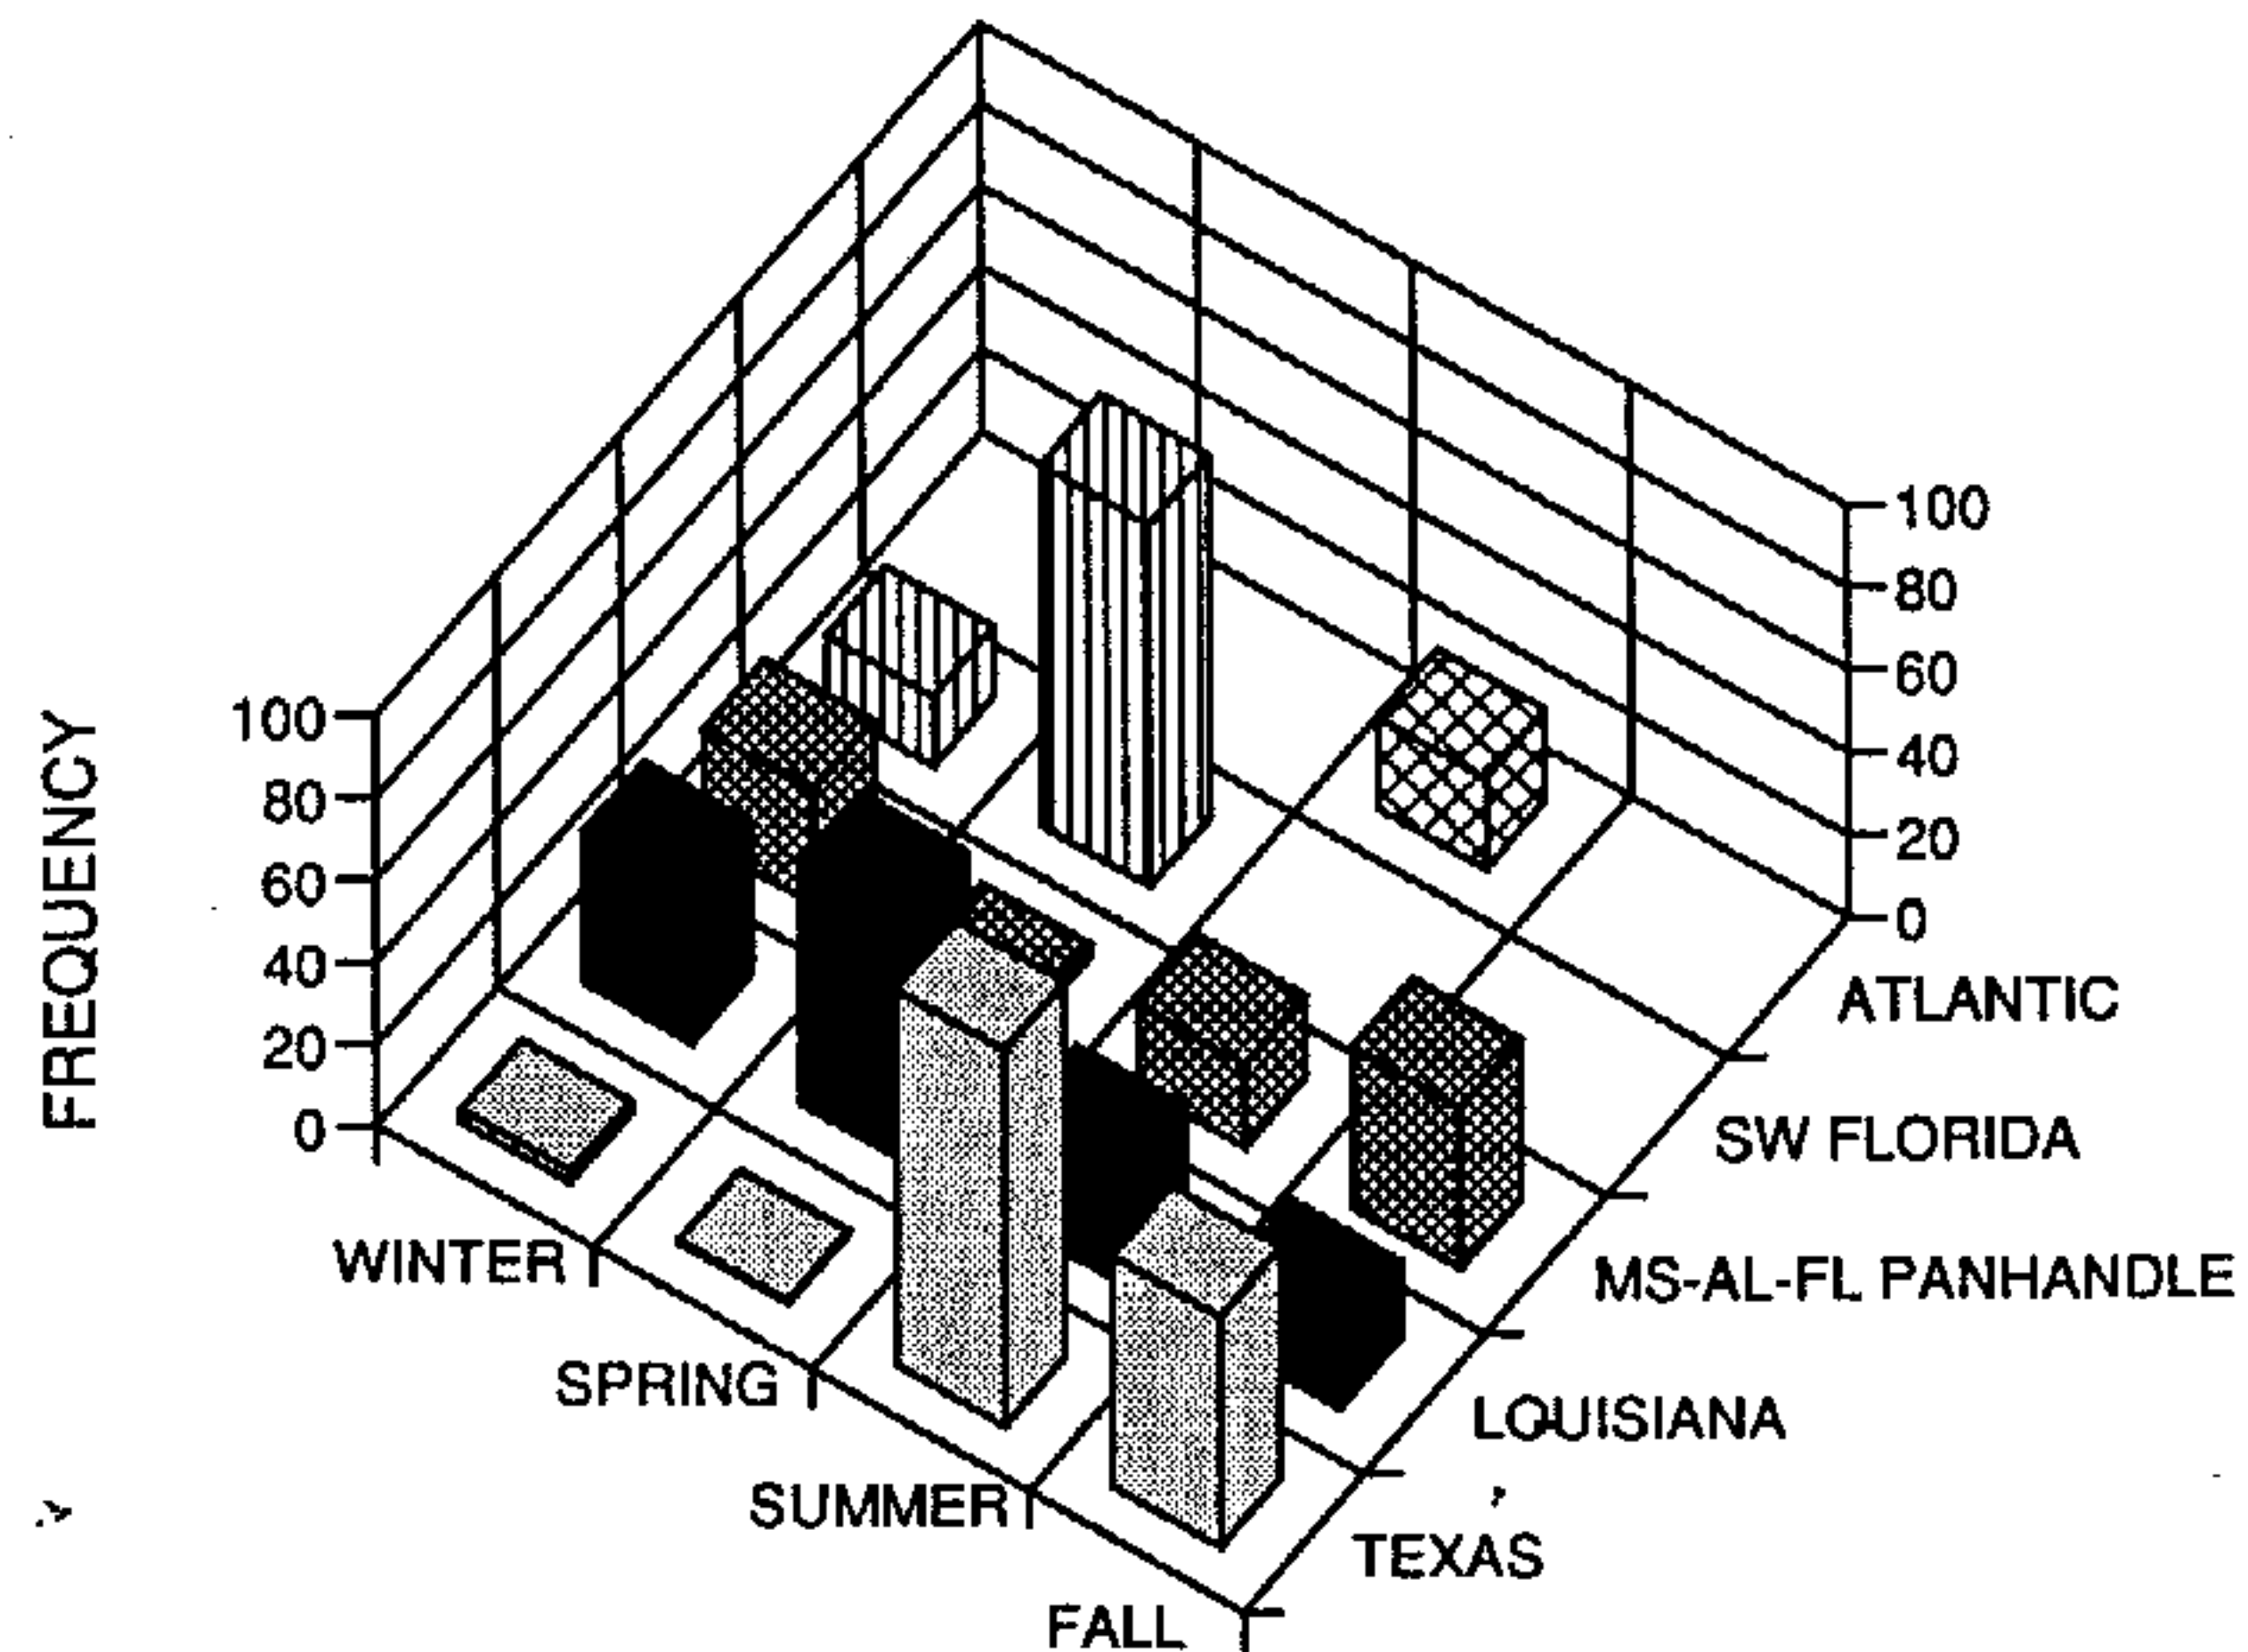 FREQUENCY
100
80
60
40
20
0
100
80
60
40
20
0
WINTER
SPRING
SUMMER
FALL
ATLANTIC
SW FLORIDA
MS-AL-FL PANHANDLE
LOUISIANA
TEXAS